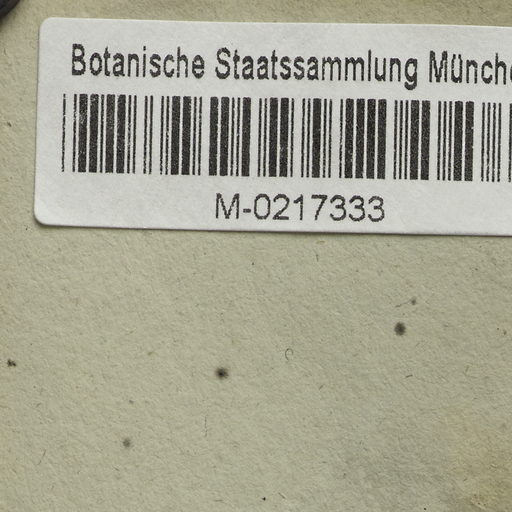 Botanische Staatssammlung Münch
M-0217333